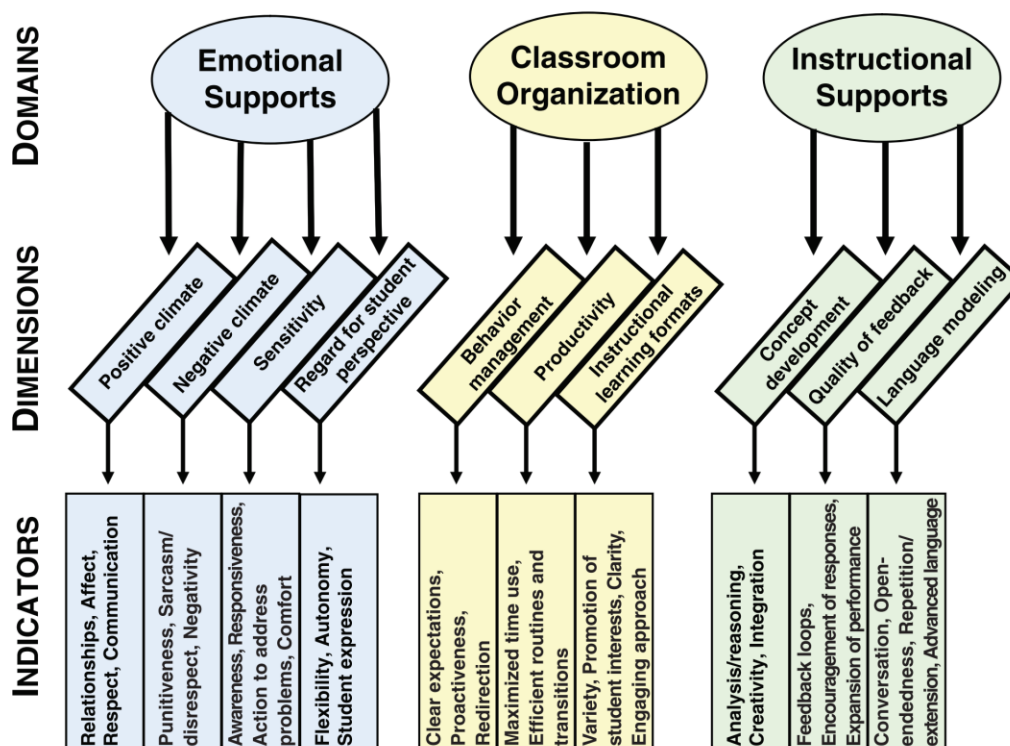 DOMAINS
Emotional
Supports
Classroom
Organization
Instructional
Supports
DIMENSIONS
Positive climate
Negative climate
Sensitivity
Regard for student
perspective
Behavior
management
Productivity
Instructional
learning formats
Concept
development
Quality of feedback
Language modeling
INDICATORS
Relationships, Affect,
Respect, Communication
Punitiveness, Sarcasm/
disrespect, Negativity
Awareness, Responsiveness,
Action to address
problems, Comfort
Flexibility, Autonomy,
Student expression
Clear expectations,
Proactiveness,
Redirection
Maximized time use,
Efficient routines and
transitions
Variety, Promotion of
student interests, Clarity,
Engaging approach
Analysis/reasoning,
Creativity, Integration
Feedback loops,
Encouragement of responses,
Expansion of performance
Conversation, Open-
endedness, Repetition/
extension, Advanced language